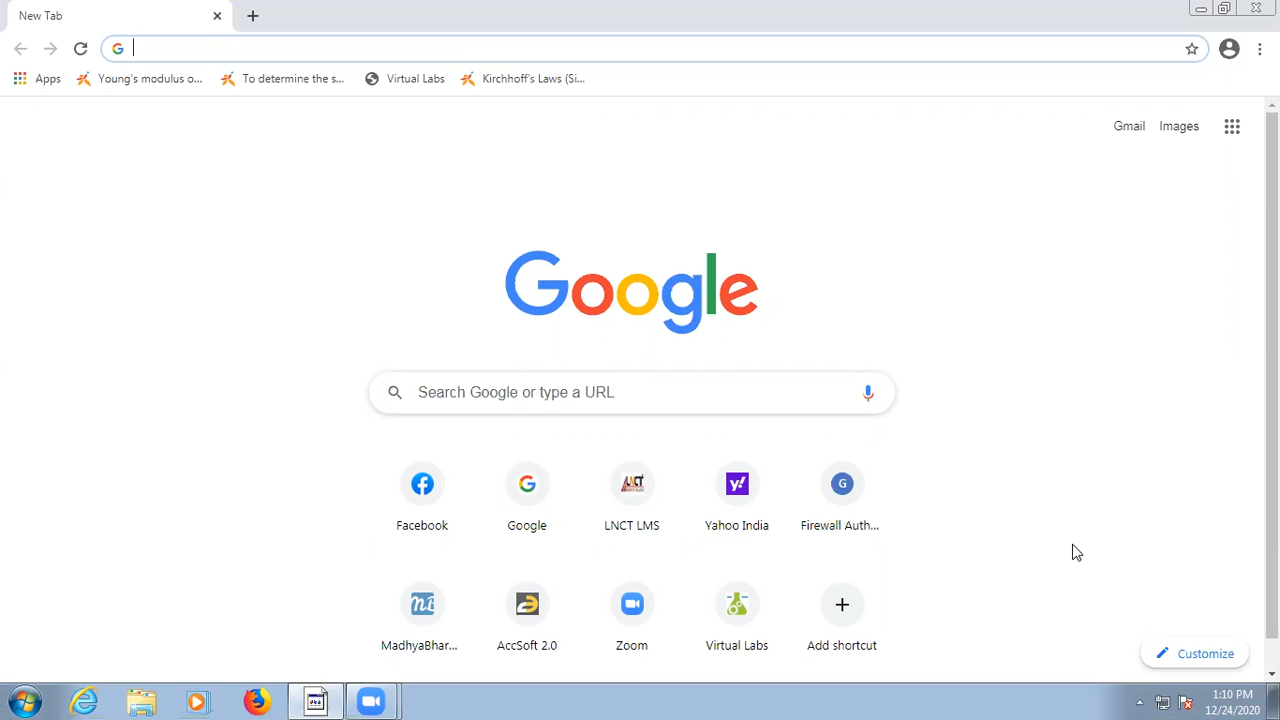 New Tab
Apps
Young's modulus o...
To determine the s...
Virtual Labs
Kirchhoff's Laws (Si...
Gmail
Images
Google
Search Google or type a URL
Facebook
Google
LNCT LMS
Yahoo India
Firewall Auth...
MadhyaBhar...
AccSoft 2.0
Zoom
Virtual Labs
Add shortcut
Customize
1:10 PM
12/24/2020